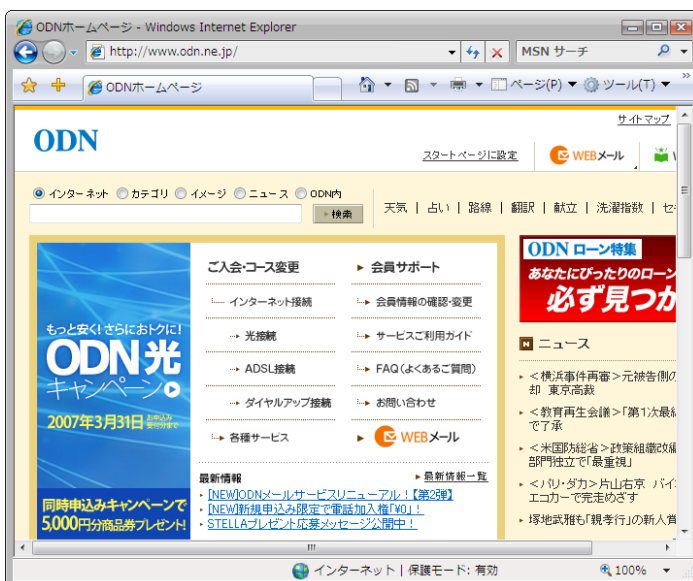 ODNホームページ - Windows Internet Explorer
http://www.odn.ne.jp/
MSN サーチ
ODNホームページ
ページ(P)
ツール(T)
サイトマップ
ODN
スタートページに設定
WEBメール
インターネット カテゴリ イメージ ニュース ODN内
検索
天気 | 占い | 路線 | 翻訳 | 献立 | 洗濯指数 | セ
もっと安く!さらにおトクに!
ODN光
キャンペーン
2007年3月31日 お申込み受付分まで
同時申込みキャンペーンで
5,000円分商品券プレゼント!
ご入会・コース変更
インターネット接続
光接続
ADSL接続
ダイヤルアップ接続
各種サービス
会員サポート
会員情報の確認・変更
サービスご利用ガイド
FAQ(よくあるご質問)
お問い合わせ
WEBメール
最新情報
最新情報一覧
[NEW]ODNメールサービスリニューアル!【第2弾】
[NEW]新規申込み限定で電話加入権「¥0」!
STELLAプレゼント応募メッセージ公開中!
ODN ローン特集
あなたにぴったりのローン
必ず見つか
N ニュース
<横浜事件再審>元被告側の
却 東京高裁
<教育再生会議>「第1次最終
で了承
<米国防総省>政策組織改編
部門独立で「最重視」
<パリ・ダカ>片山右京 バイ
エコカーで完走めざす
塚地武雅も「親孝行」の新人賞
インターネット | 保護モード: 有効
100%